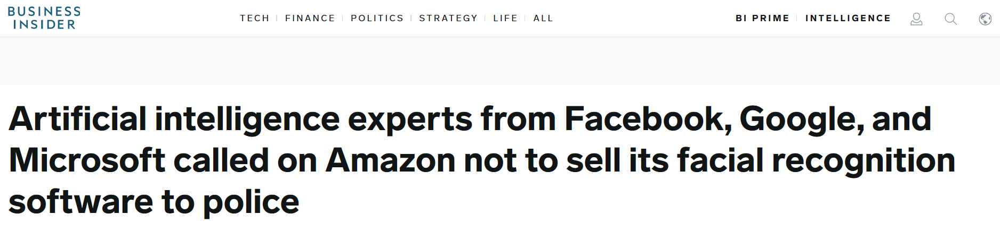 BUSINESS
INSIDER
TECH | FINANCE | POLITICS | STRATEGY | LIFE | ALL
BI PRIME | INTELLIGENCE
Artificial intelligence experts from Facebook, Google, and
Microsoft called on Amazon not to sell its facial recognition
software to police